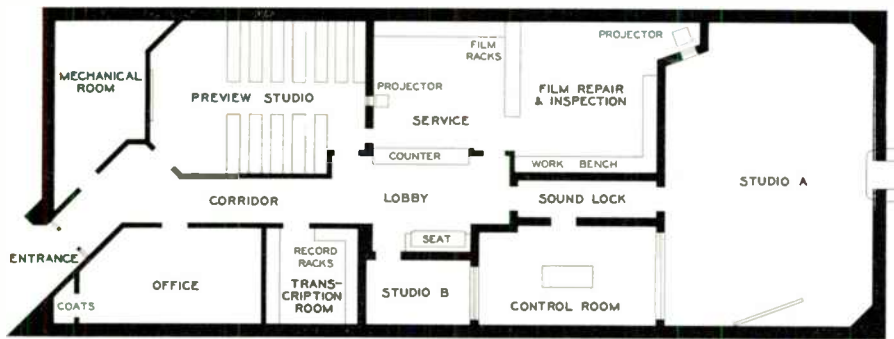 PROJECTOR
FILM
RACKS
MECHANICAL
ROOM
PROJECTOR
FILM REPAIR
& INSPECTION
PREVIEW STUDIO
SERVICE
COUNTER
WORK BENCH
STUDIO A
CORRIDOR
LOBBY
SOUND LOCK
SEAT
ENTRANCE
RECORD
RACKS
OFFICE
TRANS-
CRIPTION
ROOM
STUDIO B
COATS
CONTROL ROOM